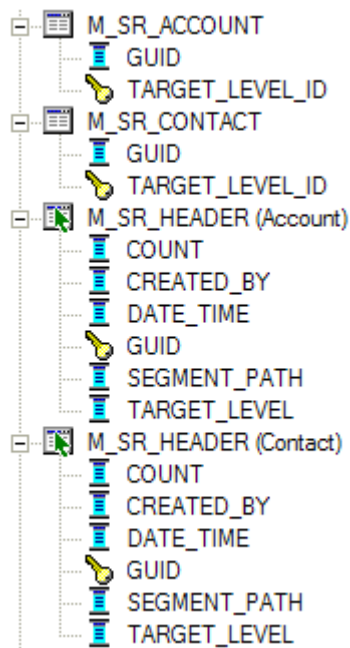 M_SR_ACCOUNT
GUID
TARGET_LEVEL_ID
M_SR_CONTACT
GUID
TARGET_LEVEL_ID
M_SR_HEADER (Account)
COUNT
CREATED_BY
DATE_TIME
GUID
SEGMENT_PATH
TARGET_LEVEL
M_SR_HEADER (Contact)
COUNT
CREATED_BY
DATE_TIME
GUID
SEGMENT_PATH
TARGET_LEVEL